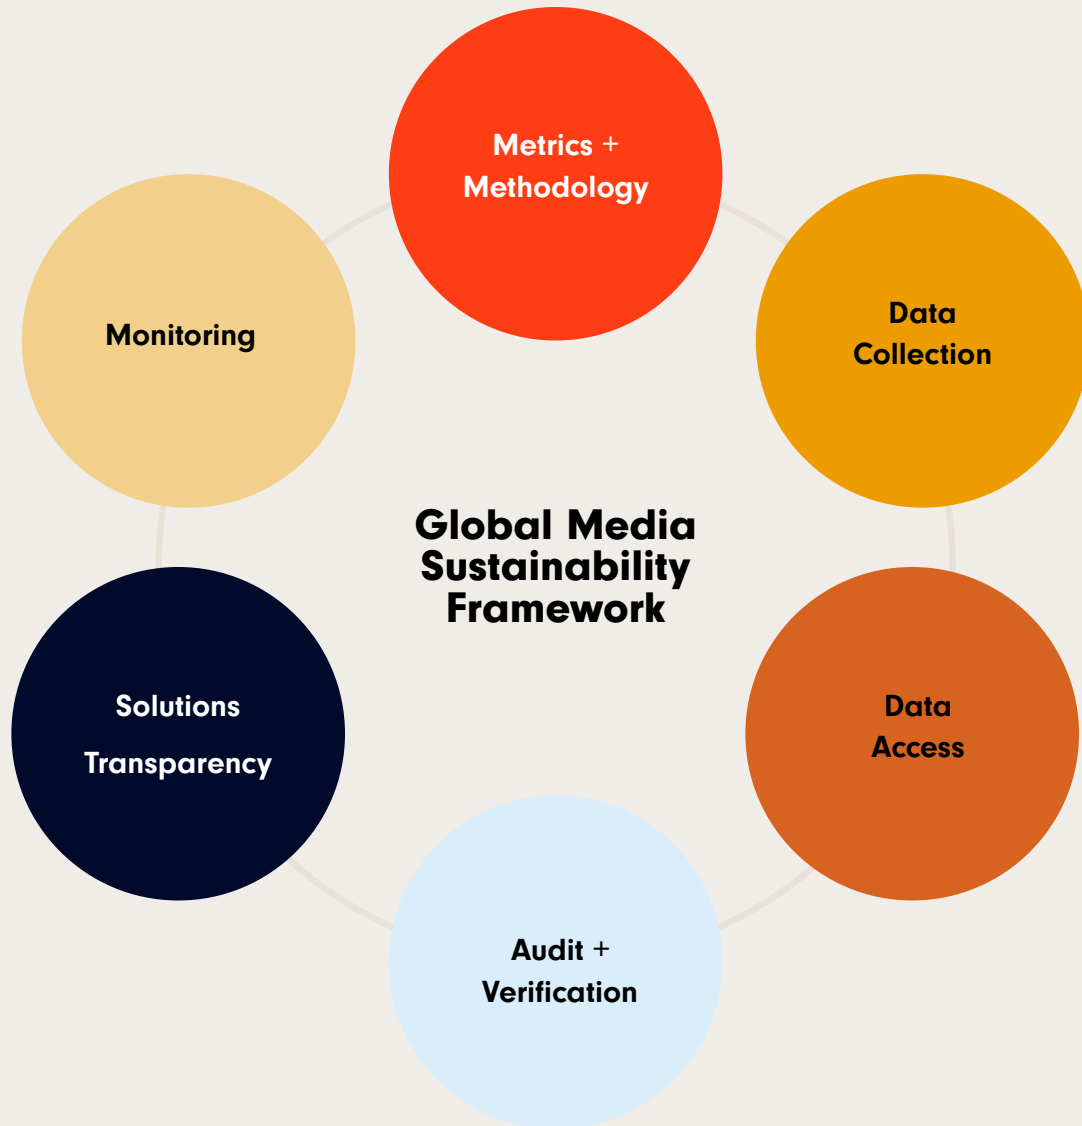 Metrics +
Methodology
Monitoring
Data
Collection
Global Media
Sustainability
Framework
Solutions
Transparency
Data
Access
Audit +
Verification